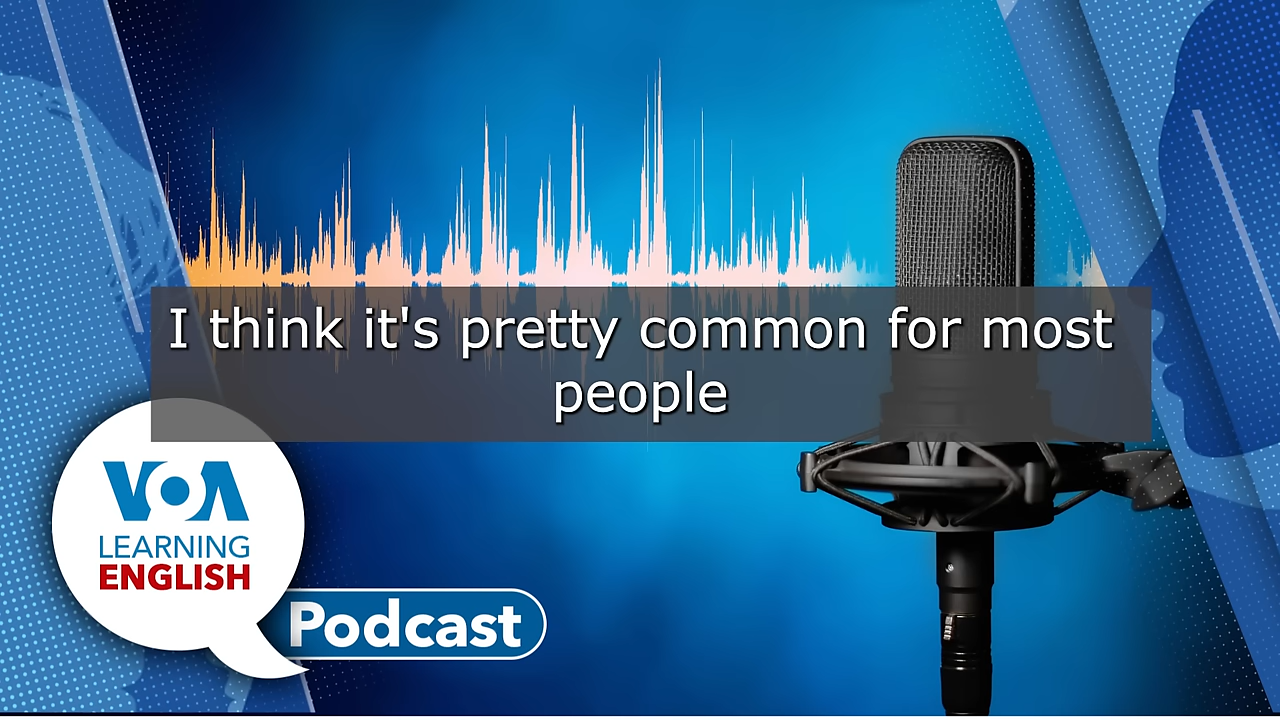 I think it's pretty common for most
people
VOA
LEARNING
ENGLISH
Podcast